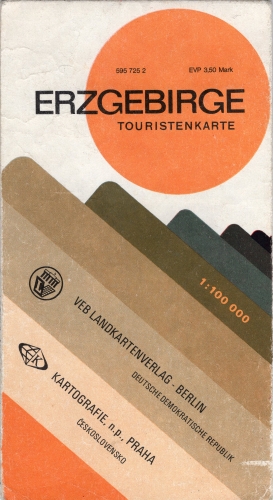 595 725 2 EVP 3,50 Mark
ERZGEBIRGE
TOURISTENKARTE
1:100 000
VEB LANDKARTENVERLAG · BERLIN
DEUTSCHE DEMOKRATISCHE REPUBLIK
KARTOGRAFIE, n.p., PRAHA
ČESKOSLOVENSKO